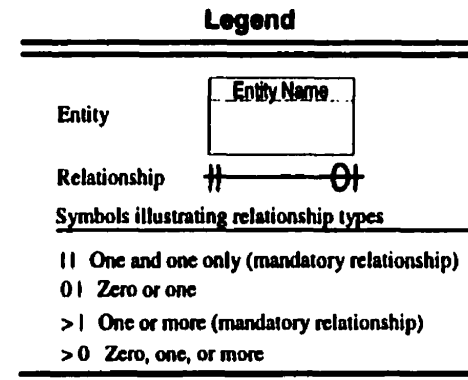 Legend
Entity Name
Entity
Relationship
Symbols illustrating relationship types
|| One and one only (mandatory relationship)
0| Zero or one
>| One or more (mandatory relationship)
>0 Zero, one, or more